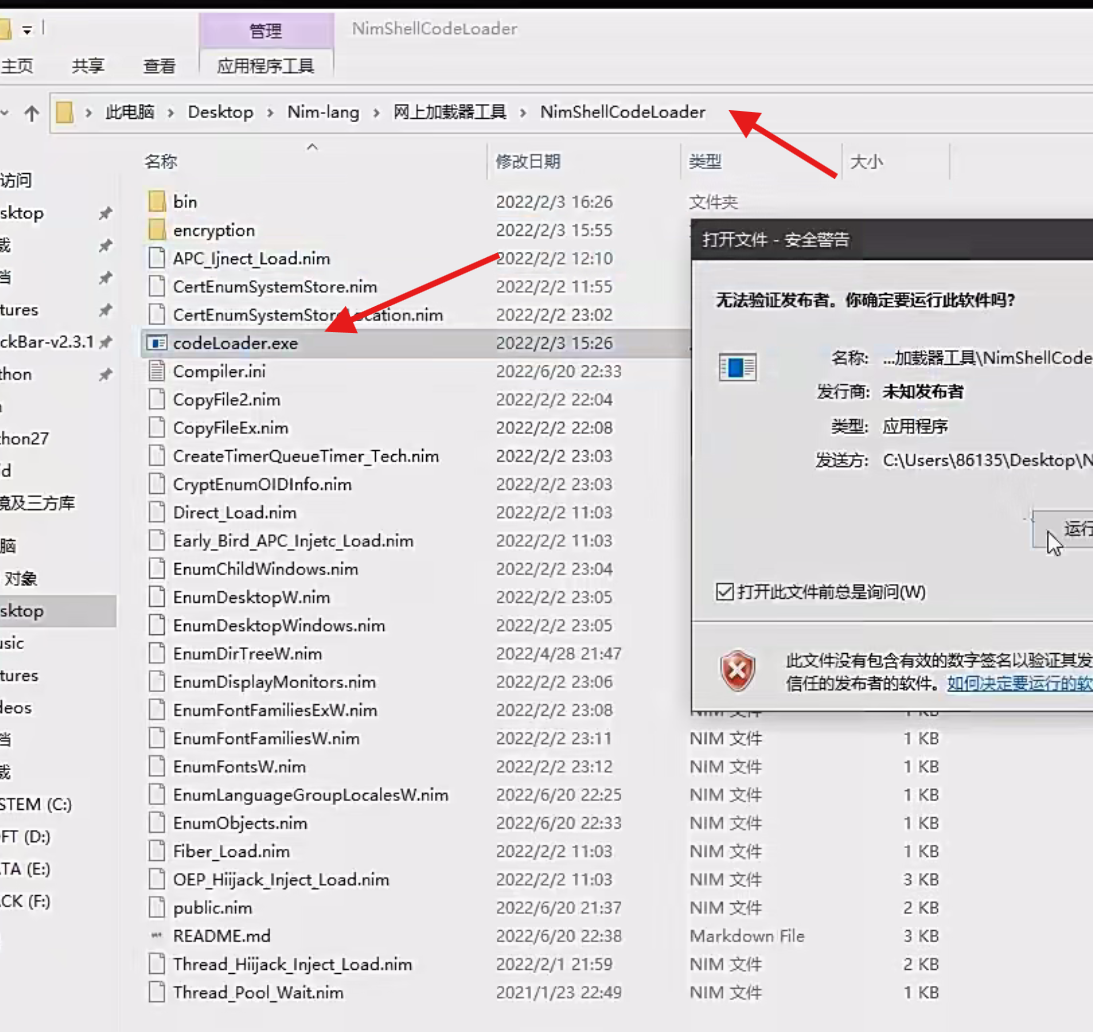 管理
NimShellCodeLoader
主页 共享 查看 应用程序工具
此电脑 › Desktop › Nim-lang › 网上加载器工具 › NimShellCodeLoader
名称 修改日期 类型 大小
访问
sktop
载
档
tures
ckBar-v2.3.1
thon
thon27
d
境及三方库
脑
对象
sktop
usic
tures
deos
档
载
STEM (C:)
FT (D:)
TA (E:)
CK (F:)
bin 2022/2/3 16:26 文件夹
encryption 2022/2/3 15:55
APC_Ijnect_Load.nim 2022/2/2 12:10
CertEnumSystemStore.nim 2022/2/2 11:55
CertEnumSystemStoreLocation.nim 2022/2/2 23:02
codeLoader.exe 2022/2/3 15:26
Compiler.ini 2022/6/20 22:33
CopyFile2.nim 2022/2/2 22:04
CopyFileEx.nim 2022/2/2 22:08
CreateTimerQueueTimer_Tech.nim 2022/2/2 23:03
CryptEnumOIDInfo.nim 2022/2/2 23:03
Direct_Load.nim 2022/2/2 11:03
Early_Bird_APC_Injetc_Load.nim 2022/2/2 11:03
EnumChildWindows.nim 2022/2/2 23:04
EnumDesktopW.nim 2022/2/2 23:05
EnumDesktopWindows.nim 2022/2/2 23:05
EnumDirTreeW.nim 2022/4/28 21:47
EnumDisplayMonitors.nim 2022/2/2 23:06
EnumFontFamiliesExW.nim 2022/2/2 23:08 NIM 文件 1 KB
EnumFontFamiliesW.nim 2022/2/2 23:11 NIM 文件 1 KB
EnumFontsW.nim 2022/2/2 23:12 NIM 文件 1 KB
EnumLanguageGroupLocalesW.nim 2022/6/20 22:25 NIM 文件 1 KB
EnumObjects.nim 2022/6/20 22:33 NIM 文件 1 KB
Fiber_Load.nim 2022/2/2 11:03 NIM 文件 1 KB
OEP_Hiijack_Inject_Load.nim 2022/2/2 11:03 NIM 文件 3 KB
public.nim 2022/6/20 21:37 NIM 文件 2 KB
README.md 2022/6/20 22:38 Markdown File 3 KB
Thread_Hiijack_Inject_Load.nim 2022/2/1 21:59 NIM 文件 2 KB
Thread_Pool_Wait.nim 2021/1/23 22:49 NIM 文件 1 KB
打开文件 - 安全警告
无法验证发布者。你确定要运行此软件吗?
名称: ...加载器工具\NimShellCode
发行商: 未知发布者
类型: 应用程序
发送方: C:\Users\86135\Desktop\N
运行
打开此文件前总是询问(W)
此文件没有包含有效的数字签名以验证其发
信任的发布者的软件。如何决定要运行的软